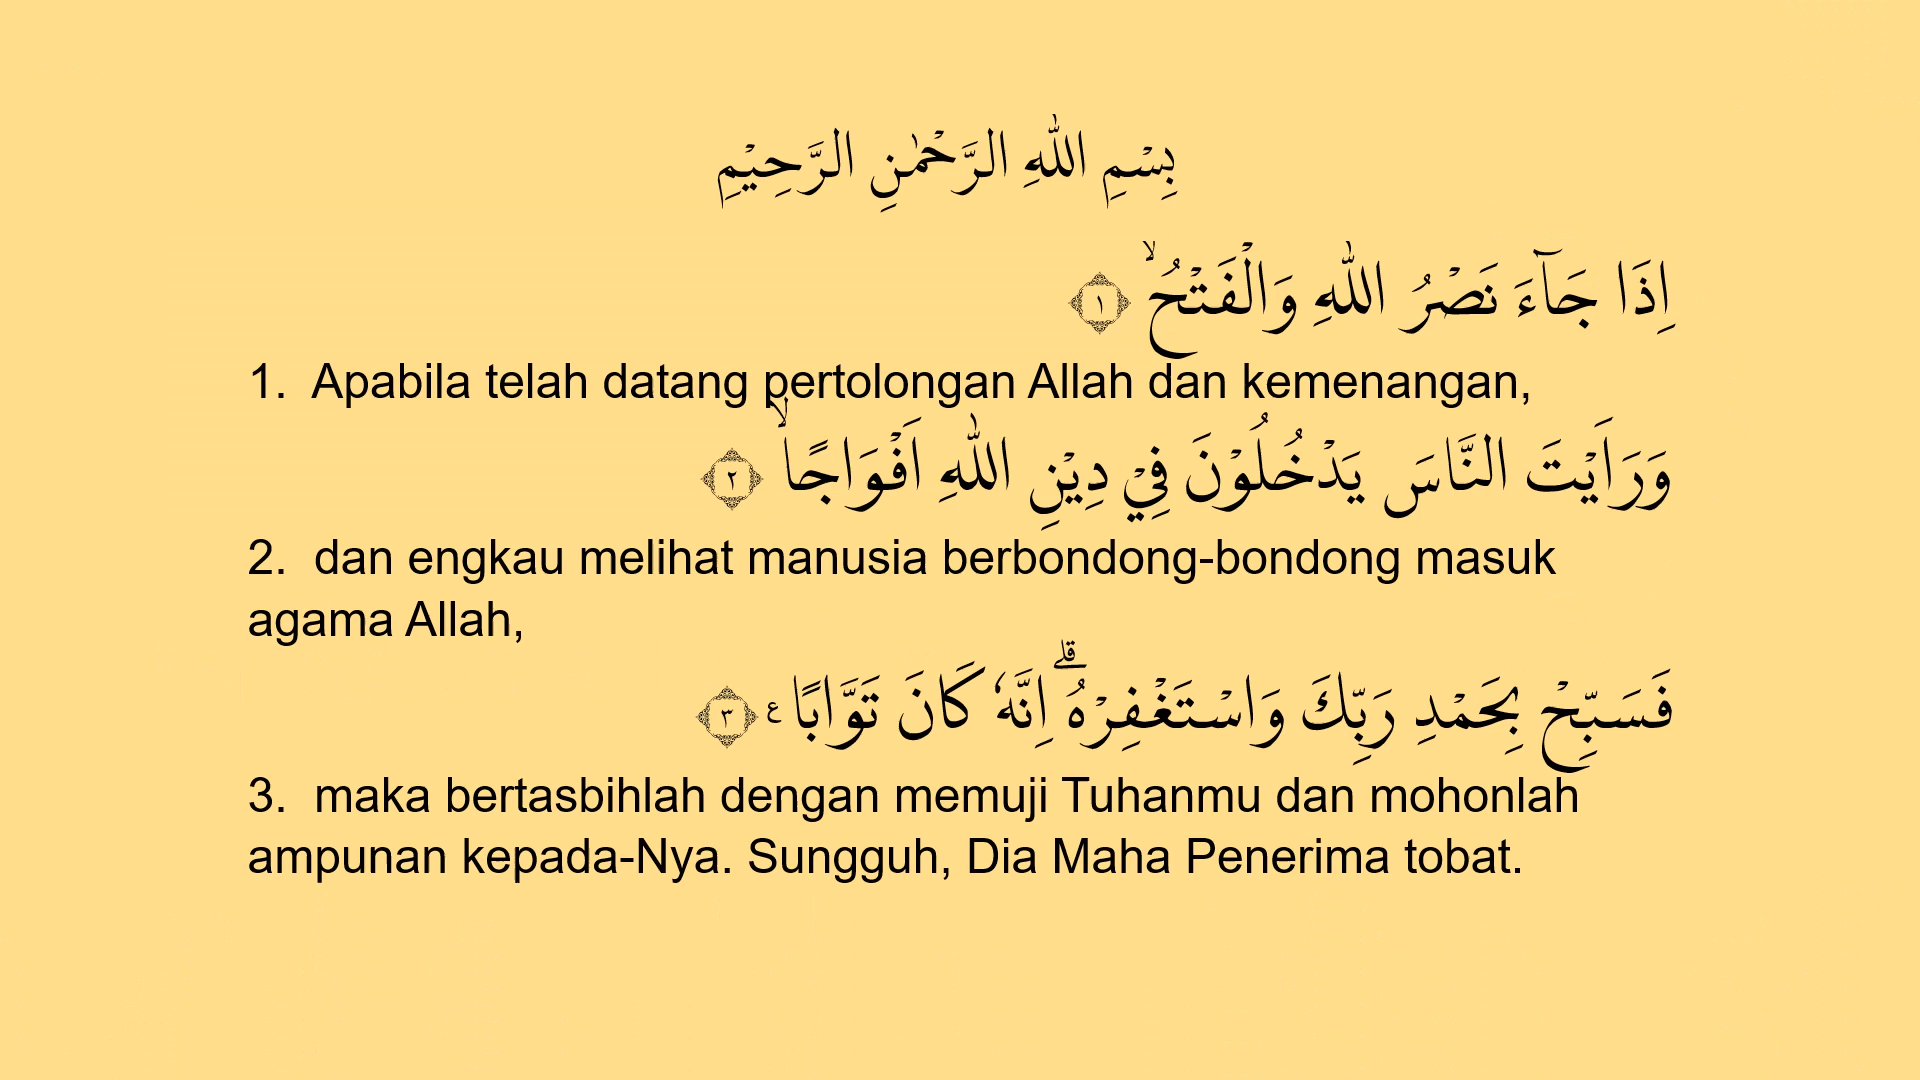 بِسْمِ اللّٰهِ الرَّحْمٰنِ الرَّحِيْمِ
اِذَا جَاۤءَ نَصْرُ اللّٰهِ وَالْفَتْحُۙ ١
1. Apabila telah datang pertolongan Allah dan kemenangan,
وَرَاَيْتَ النَّاسَ يَدْخُلُوْنَ فِيْ دِيْنِ اللّٰهِ اَفْوَاجًاۙ ٢
2. dan engkau melihat manusia berbondong-bondong masuk
agama Allah,
فَسَبِّحْ بِحَمْدِ رَبِّكَ وَاسْتَغْفِرْهُۗ اِنَّهٗ كَانَ تَوَّابًا ࣖ ٣
3. maka bertasbihlah dengan memuji Tuhanmu dan mohonlah
ampunan kepada-Nya. Sungguh, Dia Maha Penerima tobat.